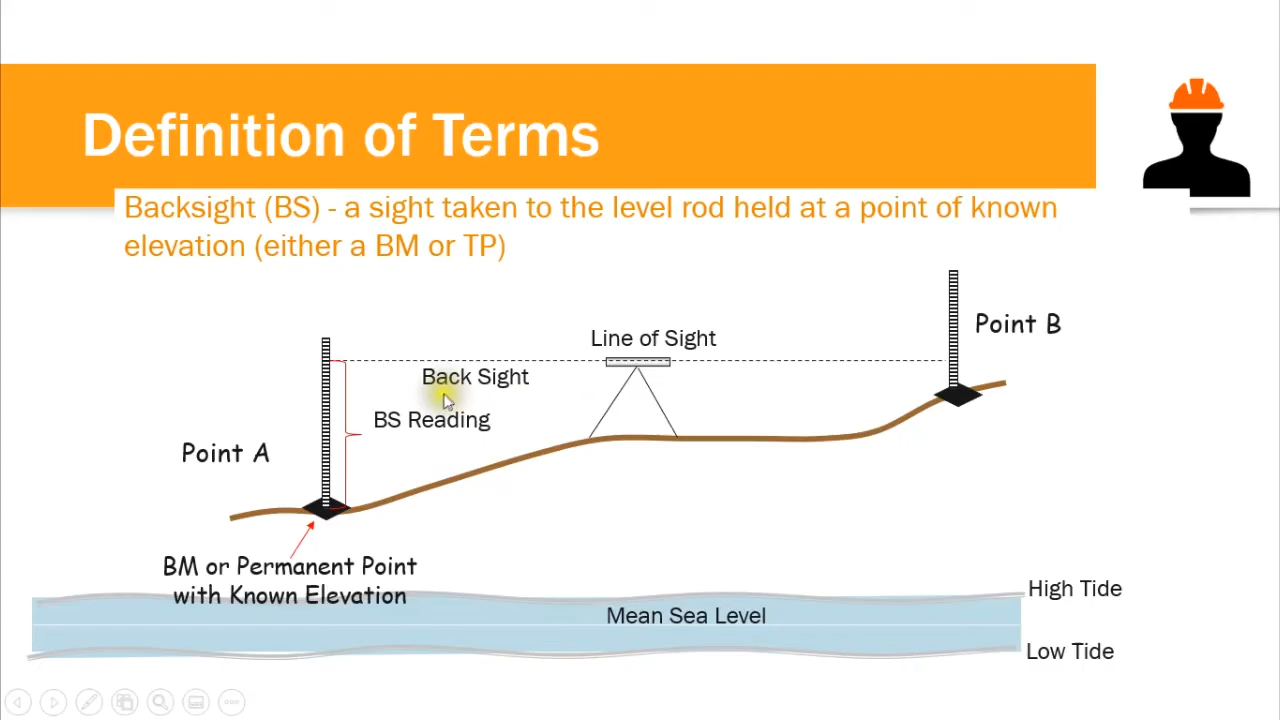 Definition of Terms
Backsight (BS) - a sight taken to the level rod held at a point of known
elevation (either a BM or TP)
Line of Sight
Point B
Back Sight
BS Reading
Point A
BM or Permanent Point
with Known Elevation
High Tide
Mean Sea Level
Low Tide